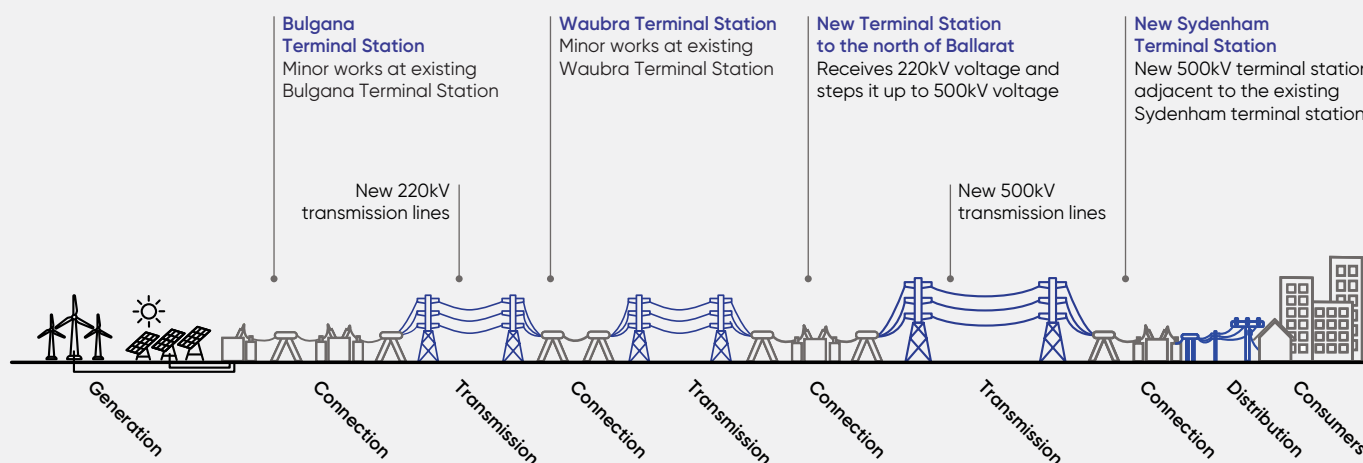 Bulgana
Terminal Station
Minor works at existing
Bulgana Terminal Station
Waubra Terminal Station
Minor works at existing
Waubra Terminal Station
New Terminal Station
to the north of Ballarat
Receives 220kV voltage and
steps it up to 500kV voltage
New Sydenham
Terminal Station
New 500kV terminal station
adjacent to the existing
Sydenham terminal station
New 220kV
transmission lines
New 500kV
transmission lines
Generation
Connection
Transmission
Connection
Transmission
Connection
Transmission
Connection
Distribution
Consumers